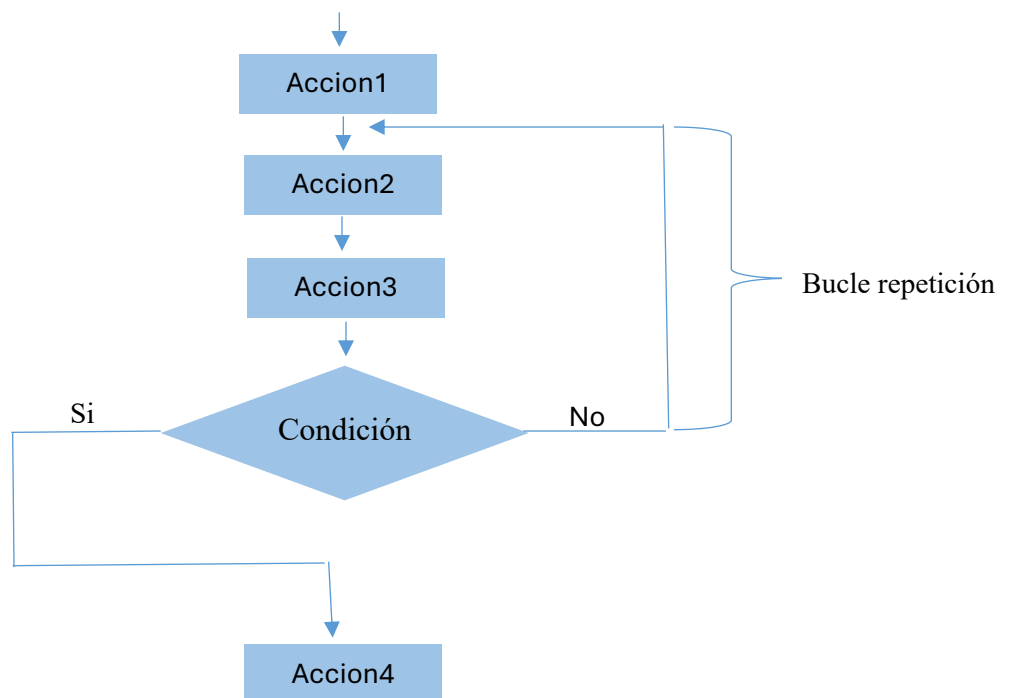 Accion1
Accion2
Accion3
Bucle repetición
Si
Condición
No
Accion4